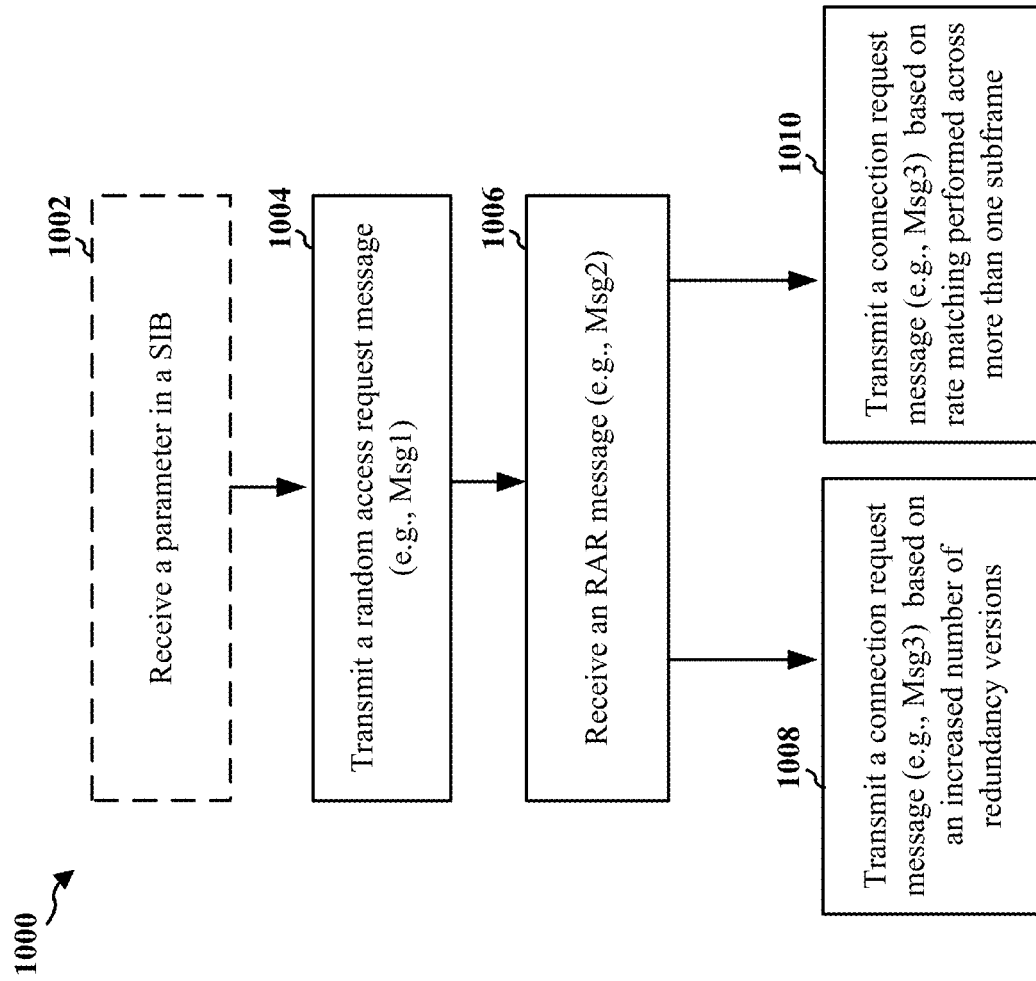 1000
1002
Receive a parameter in a SIB
1004
Transmit a random access request message
(e.g., Msg1)
1006
Receive an RAR message (e.g., Msg2)
1008
Transmit a connection request
message (e.g., Msg3) based on
an increased number of
redundancy versions
1010
Transmit a connection request
message (e.g., Msg3) based on
rate matching performed across
more than one subframe